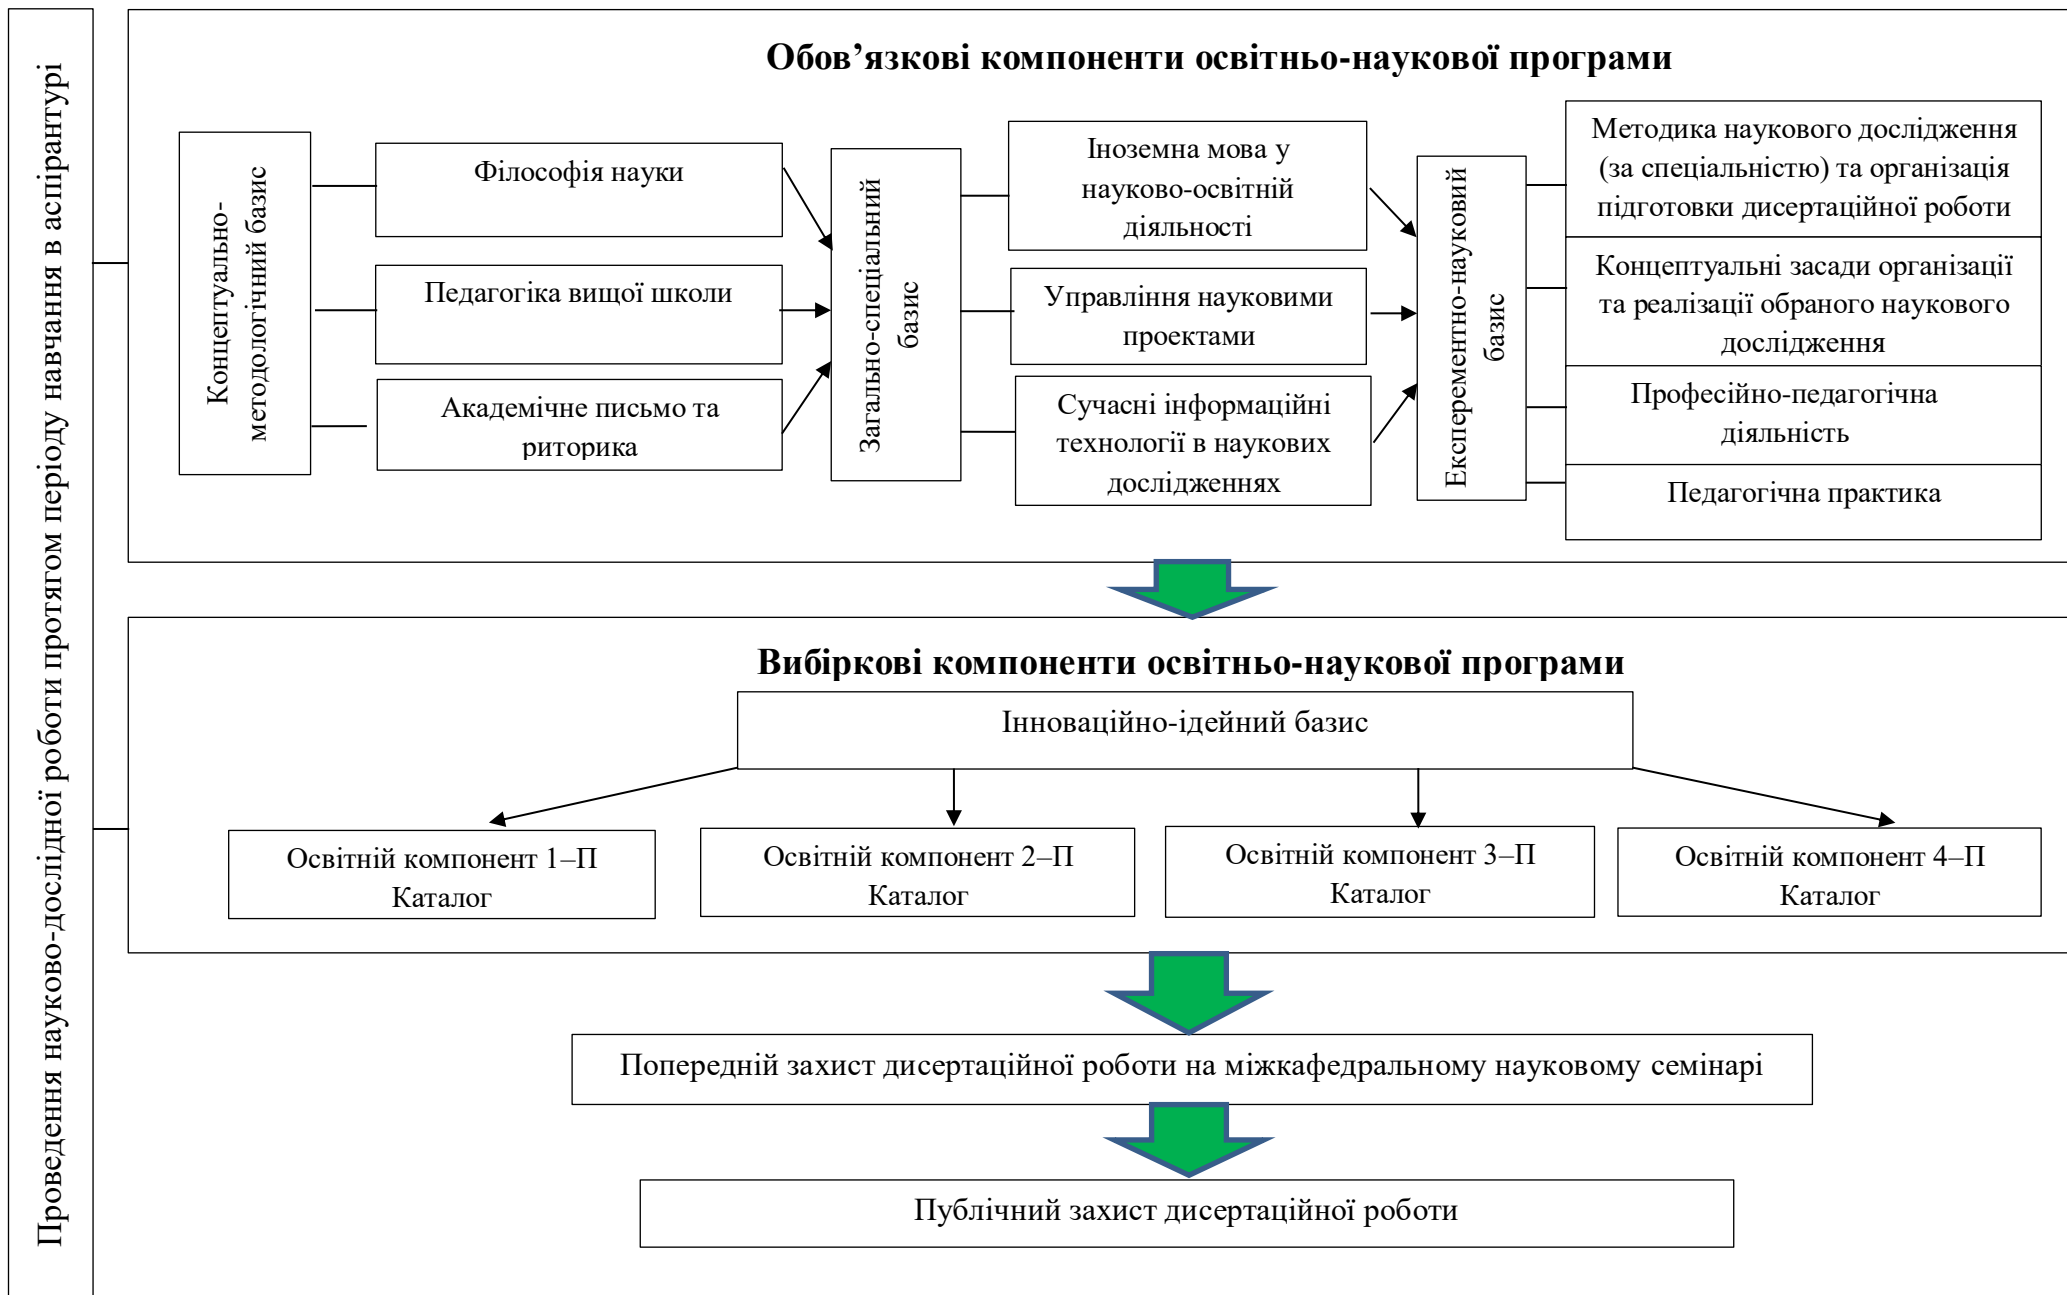 Проведення науково-дослідної роботи протягом періоду навчання в аспірантурі
Обов’язкові компоненти освітньо-наукової програми
Концептуально-
методологічний базис
Філософія науки
Педагогіка вищої школи
Академічне письмо та
риторика
Загально-спеціальний
базис
Іноземна мова у
науково-освітній
діяльності
Управління науковими
проектами
Сучасні інформаційні
технології в наукових
дослідженнях
Експерементно-науковий
базис
Методика наукового дослідження
(за спеціальністю) та організація
підготовки дисертаційної роботи
Концептуальні засади організації
та реалізації обраного наукового
дослідження
Професійно-педагогічна
діяльність
Педагогічна практика
Вибіркові компоненти освітньо-наукової програми
Інноваційно-ідейний базис
Освітній компонент 1–П
Каталог
Освітній компонент 2–П
Каталог
Освітній компонент 3–П
Каталог
Освітній компонент 4–П
Каталог
Попередній захист дисертаційної роботи на міжкафедральному науковому семінарі
Публічний захист дисертаційної роботи